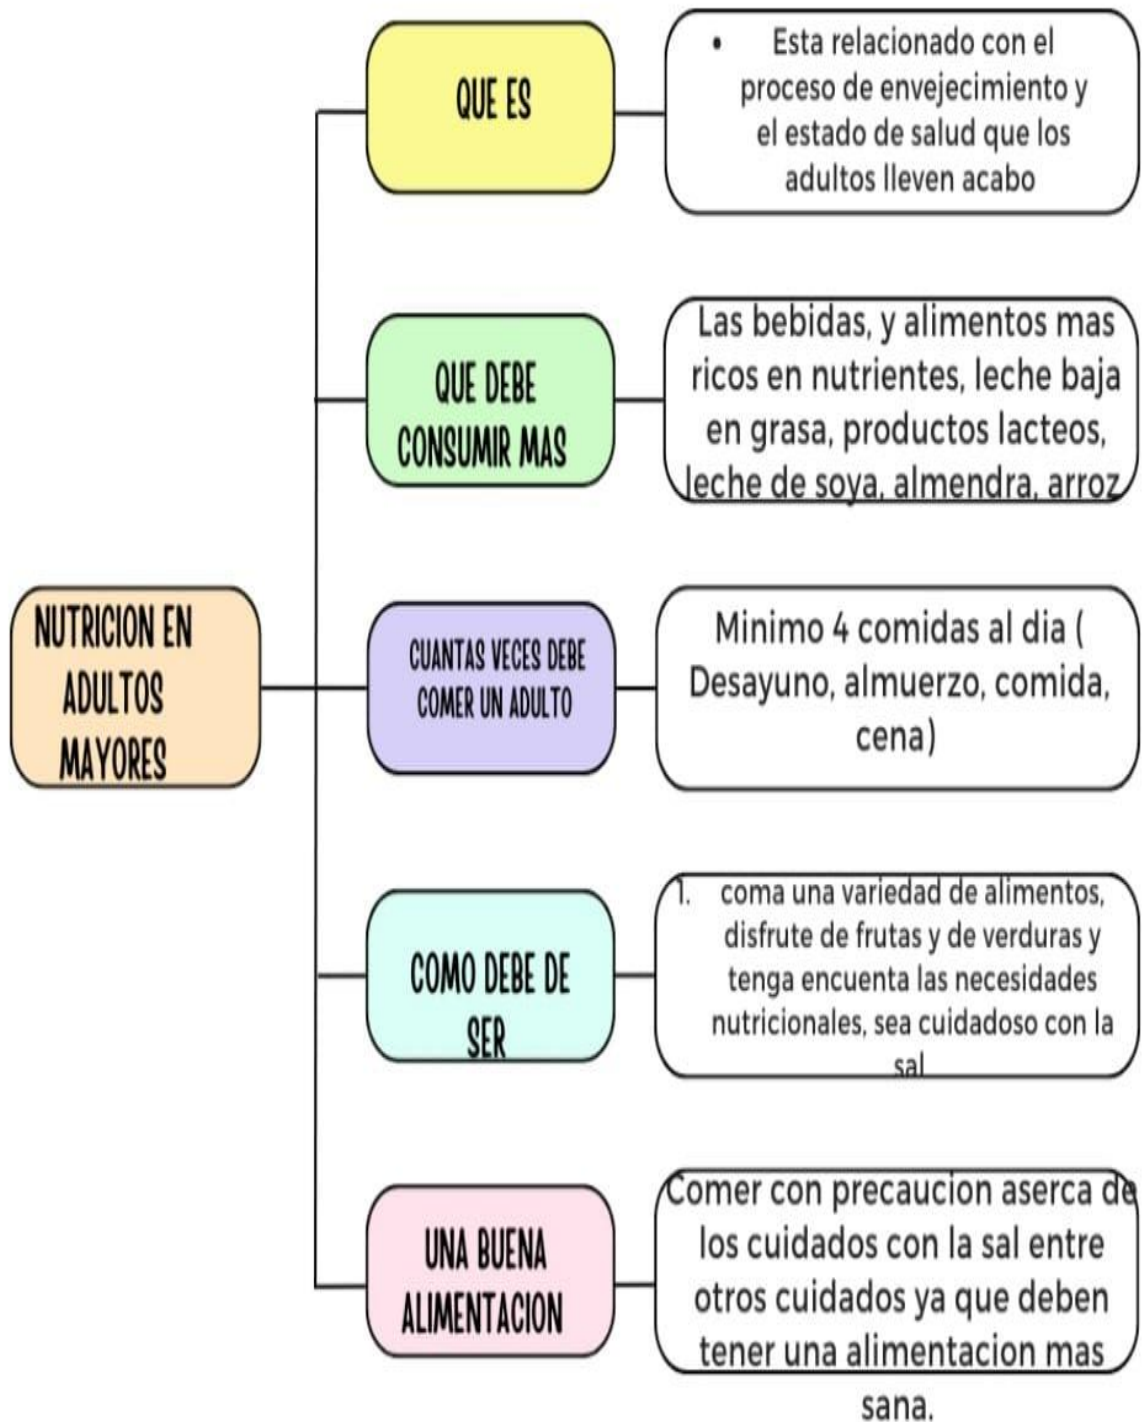 NUTRICION EN
ADULTOS
MAYORES
QUE ES
• Esta relacionado con el
proceso de envejecimiento y
el estado de salud que los
adultos lleven acabo
QUE DEBE
CONSUMIR MAS
Las bebidas, y alimentos mas
ricos en nutrientes, leche baja
en grasa, productos lacteos,
leche de soya, almendra, arroz
CUANTAS VECES DEBE
COMER UN ADULTO
Minimo 4 comidas al dia (
Desayuno, almuerzo, comida,
cena)
COMO DEBE DE
SER
1. coma una variedad de alimentos,
disfrute de frutas y de verduras y
tenga encuenta las necesidades
nutricionales, sea cuidadoso con la
sal
UNA BUENA
ALIMENTACION
Comer con precaucion aserca de
los cuidados con la sal entre
otros cuidados ya que deben
tener una alimentacion mas
sana.